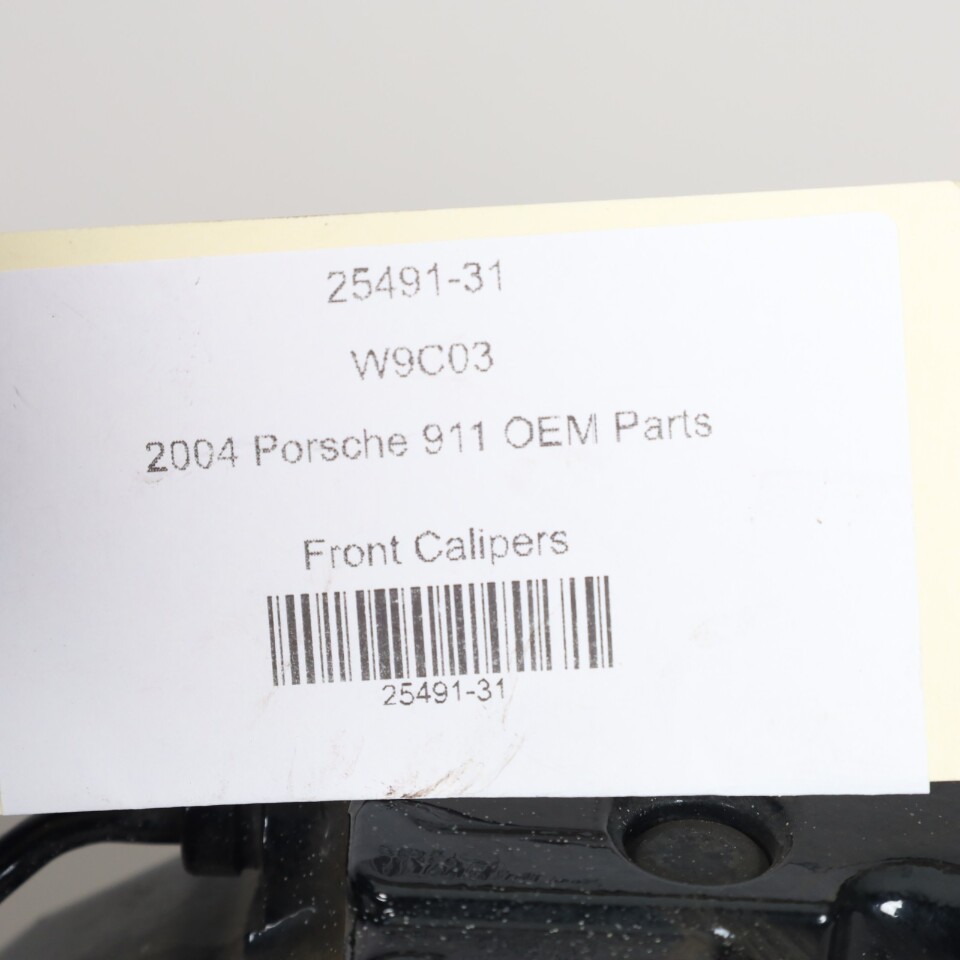 25491-31
W9C03
2004 Porsche 911 OEM Parts
Front Calipers
25491-31